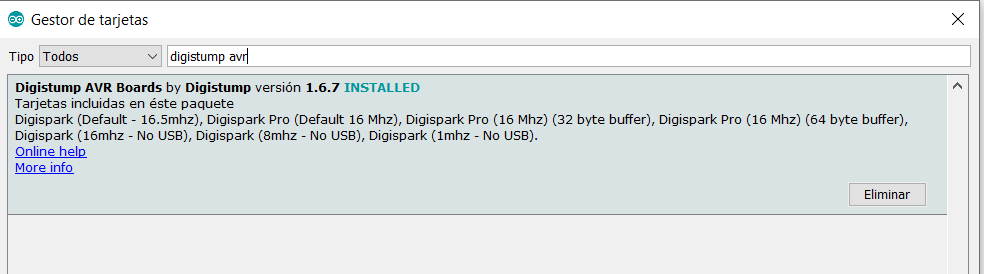 Gestor de tarjetas
Tipo Todos digistump avr
Digistump AVR Boards by Digistump versión 1.6.7 INSTALLED
Tarjetas incluidas en éste paquete
Digispark (Default - 16.5mhz), Digispark Pro (Default 16 Mhz), Digispark Pro (16 Mhz) (32 byte buffer), Digispark Pro (16 Mhz) (64 byte buffer),
Digispark (16mhz - No USB), Digispark (8mhz - No USB), Digispark (1mhz - No USB).
Online help
More info
Eliminar